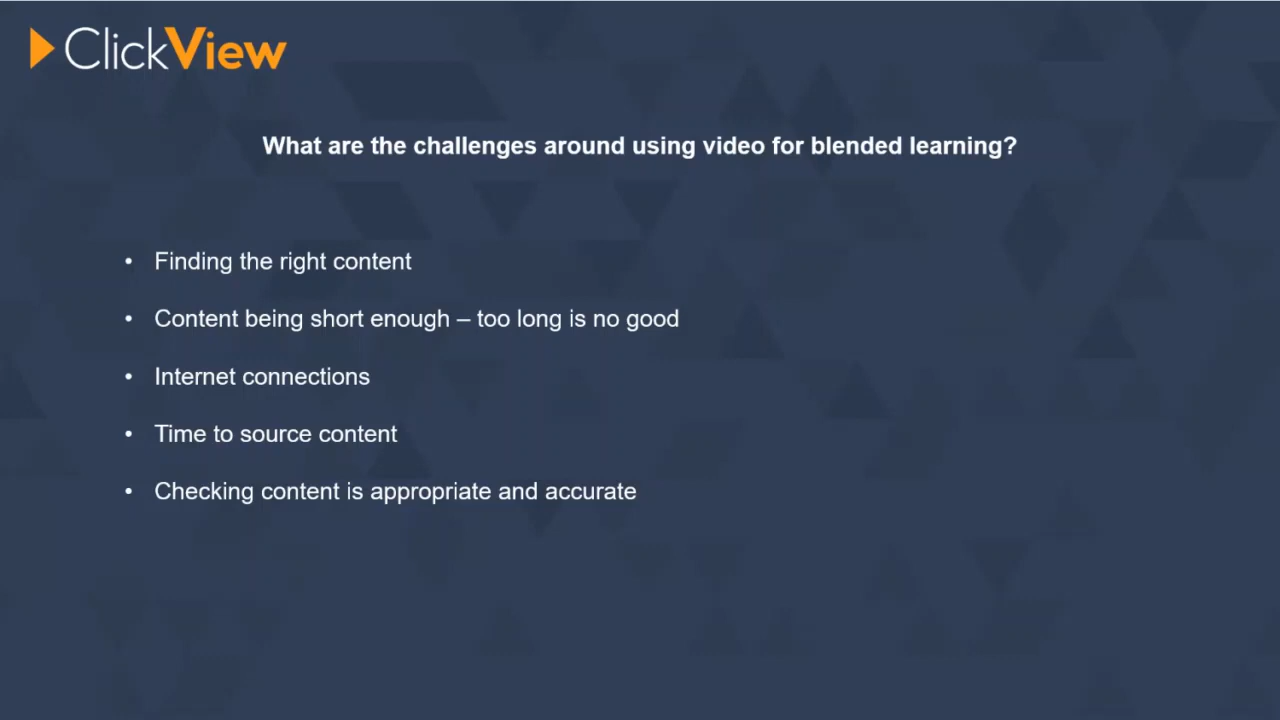 ClickView
What are the challenges around using video for blended learning?
• Finding the right content
• Content being short enough – too long is no good
• Internet connections
• Time to source content
• Checking content is appropriate and accurate